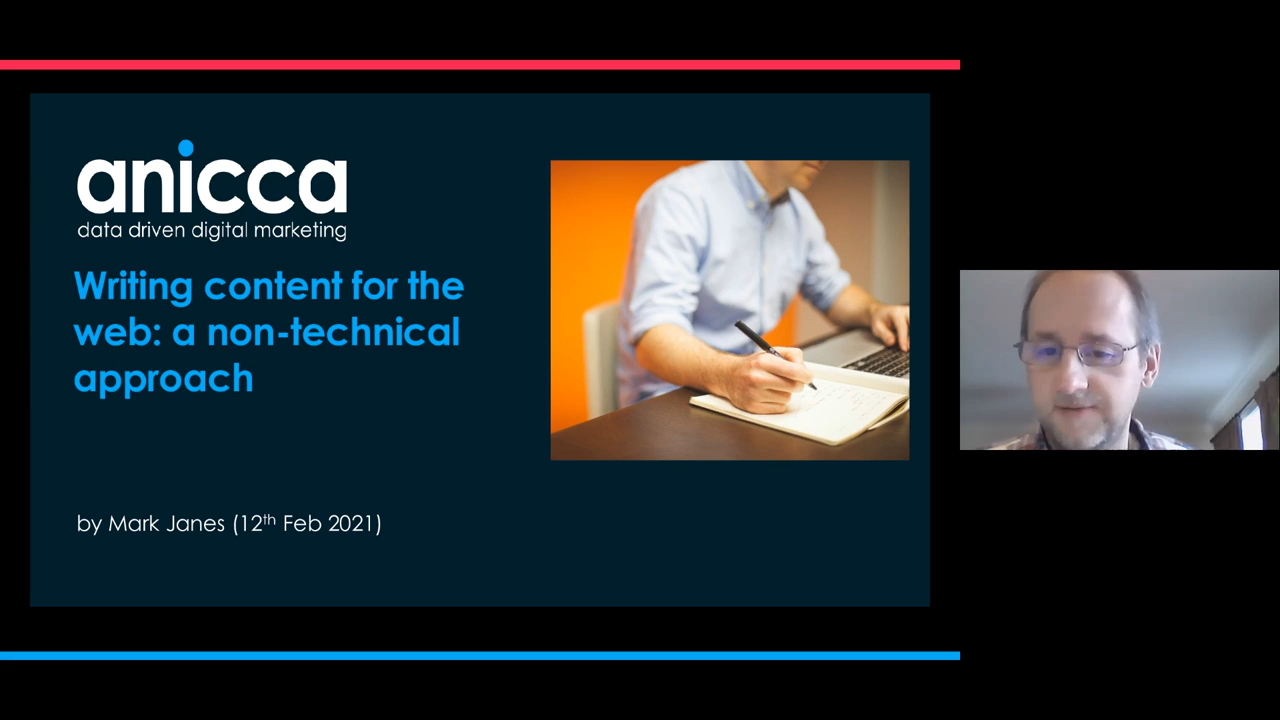 anicca
data driven digital marketing
Writing content for the
web: a non-technical
approach
by Mark Janes (12th Feb 2021)